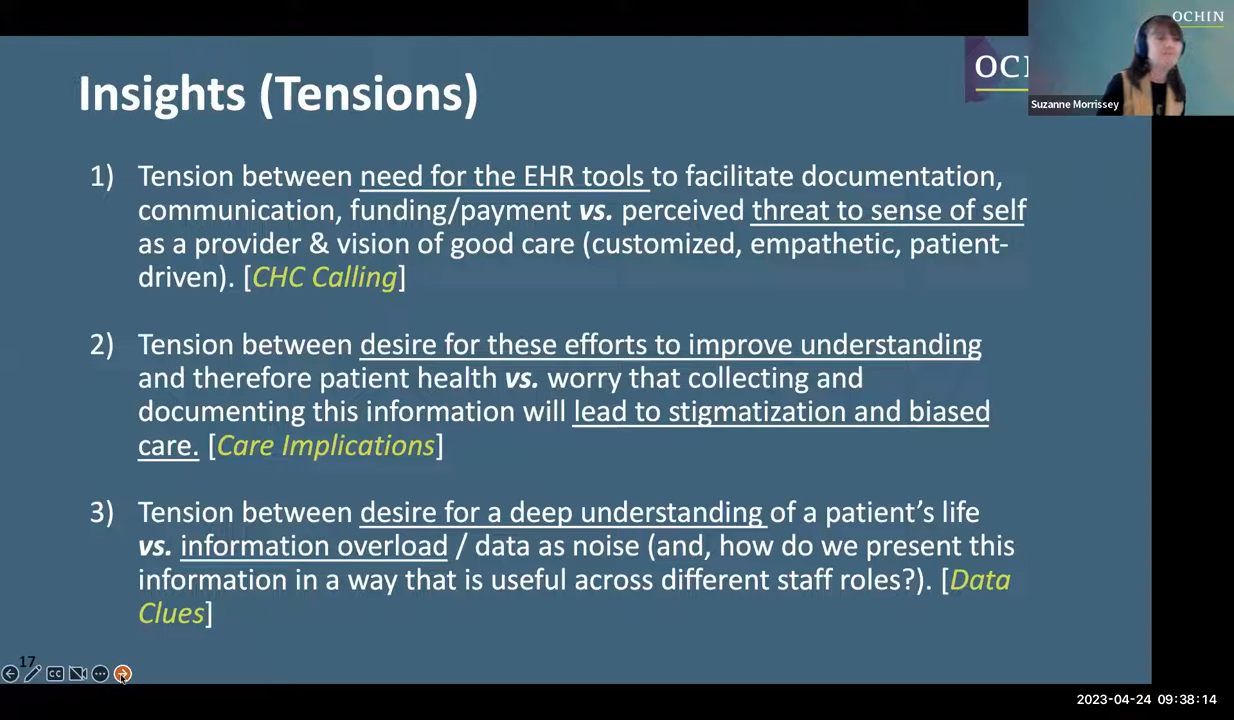 OCHIN
Insights (Tensions)
OCI
Suzanne Morrissey
1) Tension between need for the EHR tools to facilitate documentation,
communication, funding/payment vs. perceived threat to sense of self
as a provider & vision of good care (customized, empathetic, patient-
driven). [CHC Calling]
2) Tension between desire for these efforts to improve understanding
and therefore patient health vs. worry that collecting and
documenting this information will lead to stigmatization and biased
care. [Care Implications]
3) Tension between desire for a deep understanding of a patient’s life
vs. information overload / data as noise (and, how do we present this
information in a way that is useful across different staff roles?). [Data
Clues]
17
CC
2023-04-24 09:38:14